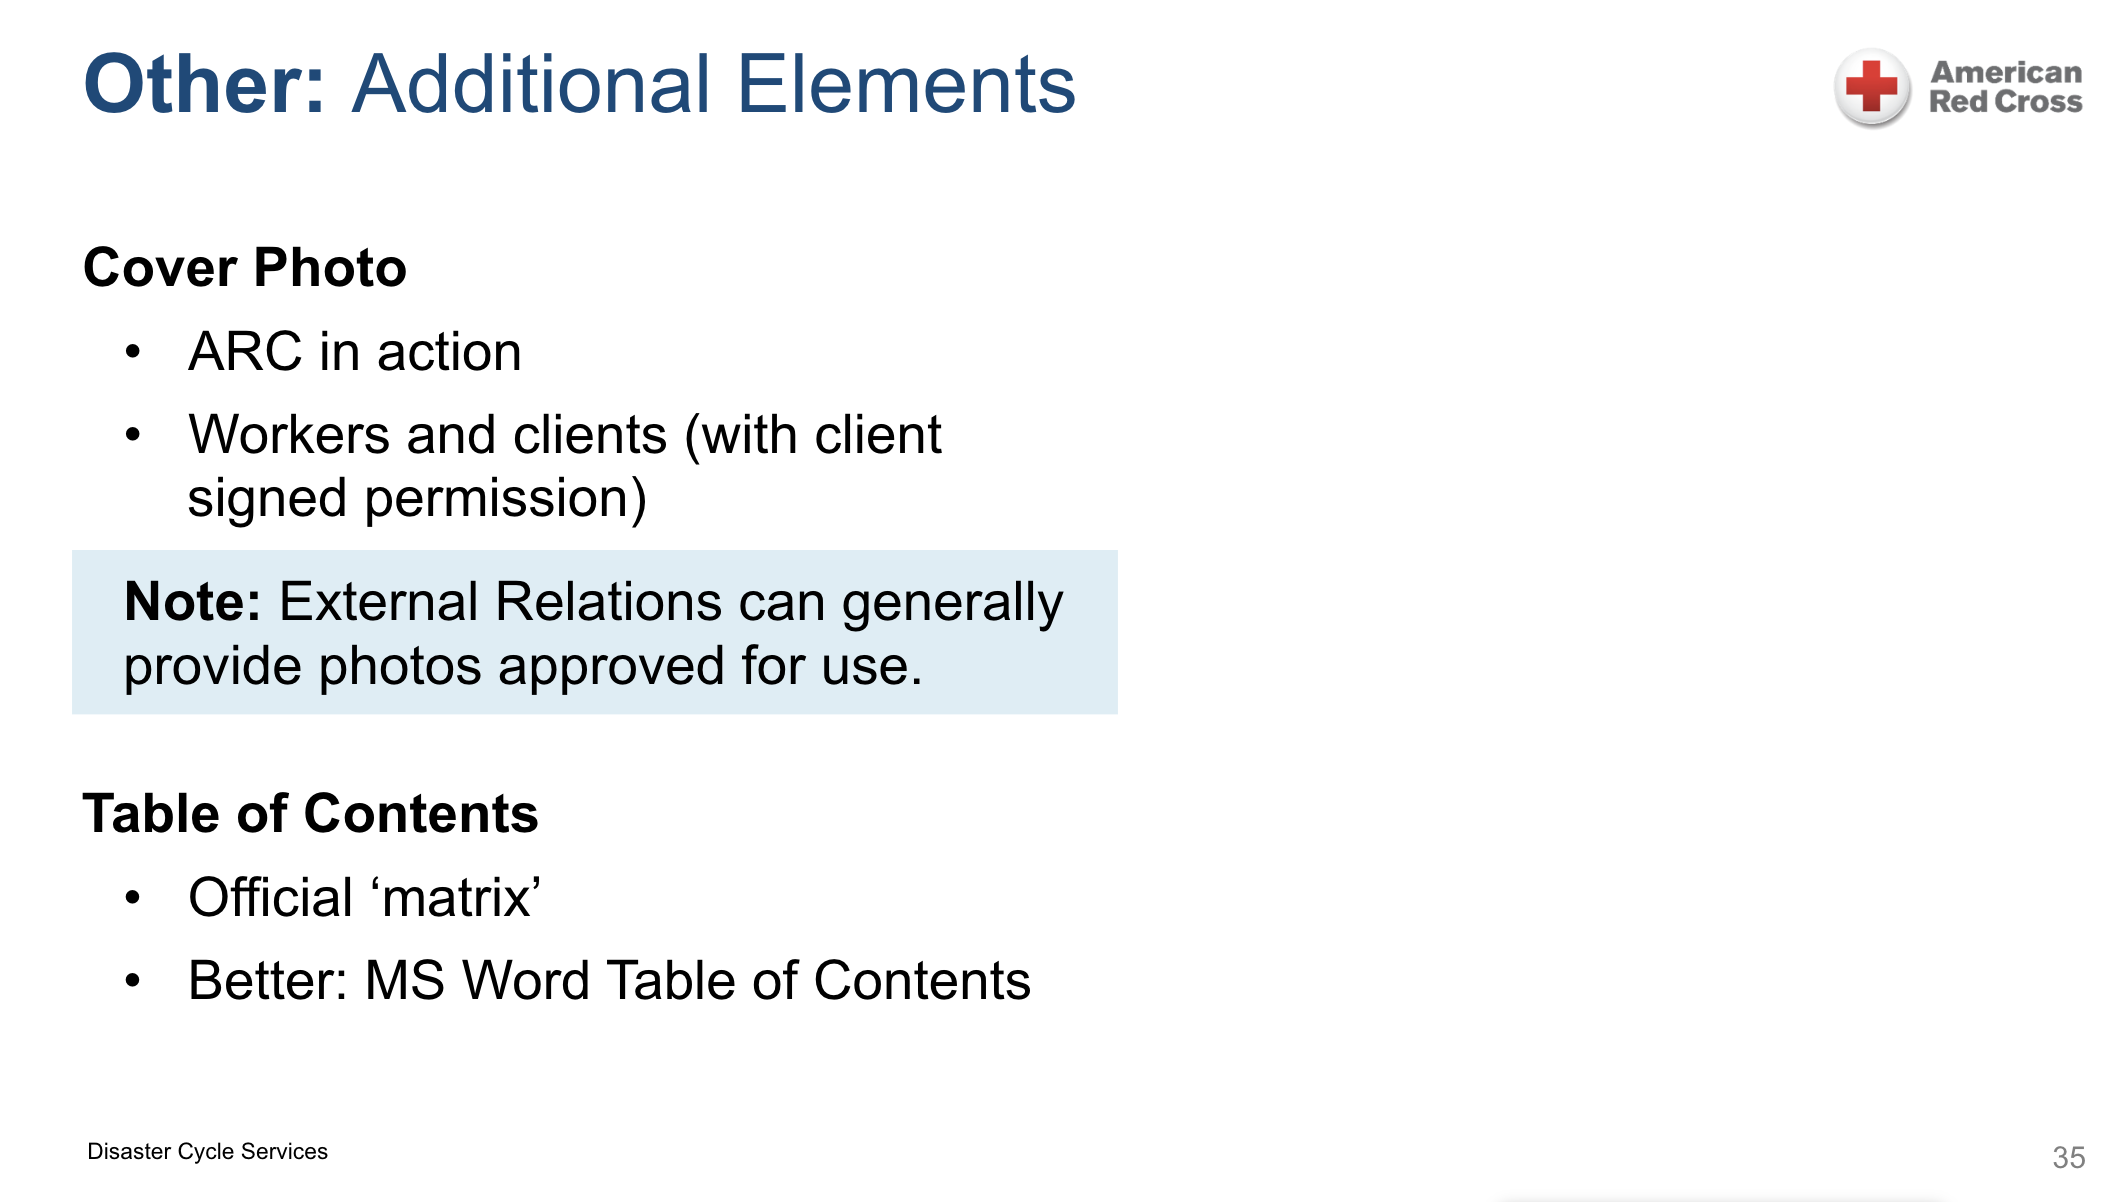 Other: Additional Elements
American
Red Cross
Cover Photo
• ARC in action
• Workers and clients (with client
signed permission)
Note: External Relations can generally
provide photos approved for use.
Table of Contents
• Official ‘matrix’
• Better: MS Word Table of Contents
Disaster Cycle Services
35